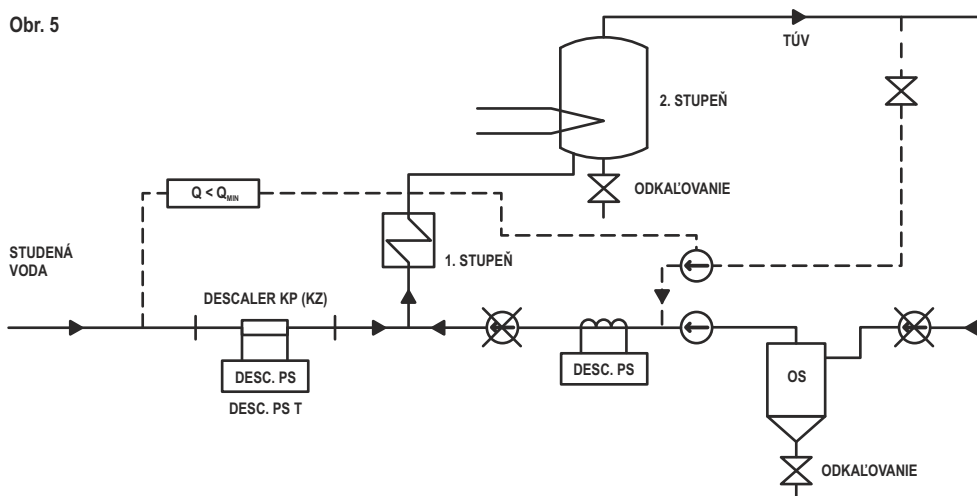 Obr. 5
TÚV
2. STUPEŇ
ODKAĽOVANIE
Q < Q MIN
STUDENÁ
VODA
1. STUPEŇ
DESCALER KP (KZ)
DESC. PS
DESC. PS T
DESC. PS
OS
ODKAĽOVANIE